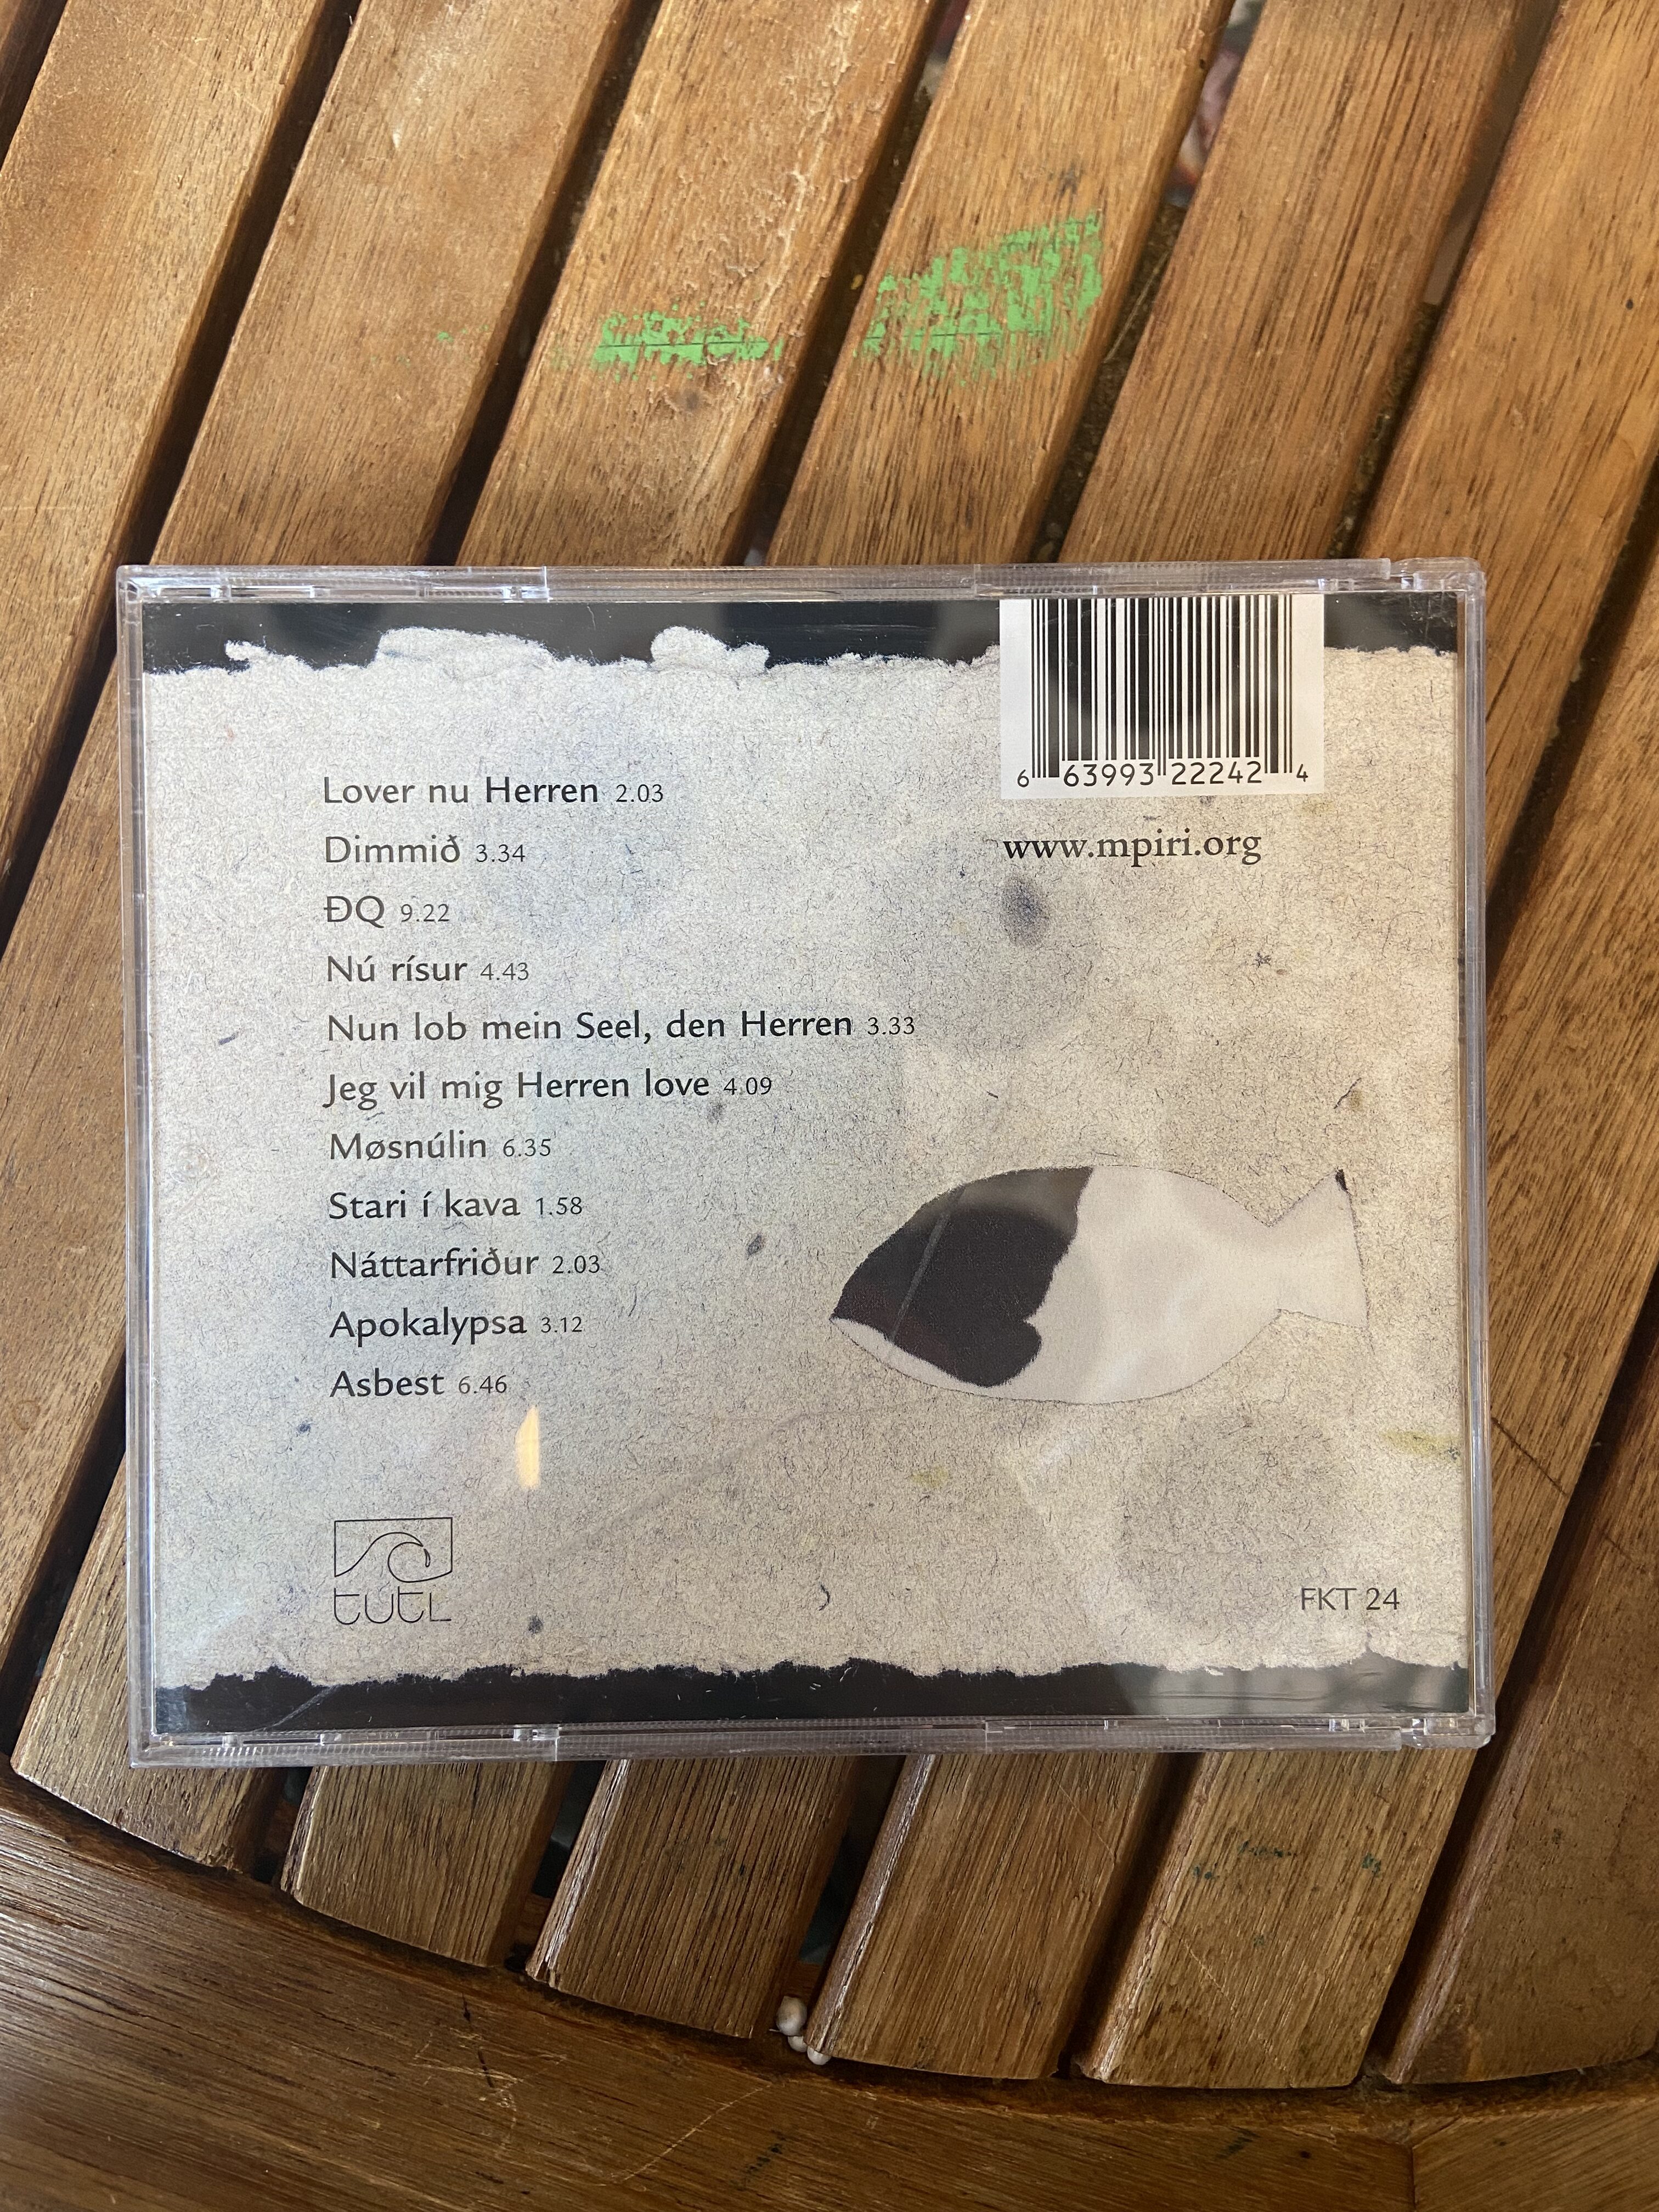 6 63993 22242 4
www.mpiri.org
Lover nu Herren 2.03
Dimmið 3.34
ÐQ 9.22
Nú rísur 4.43
Nun lob mein Seel, den Herren 3.33
Jeg vil mig Herren love 4.09
Møsnúlin 6.35
Stari í kava 1.58
Náttarfriður 2.03
Apokalypsa 3.12
Asbest 6.46
tutl
FKT 24